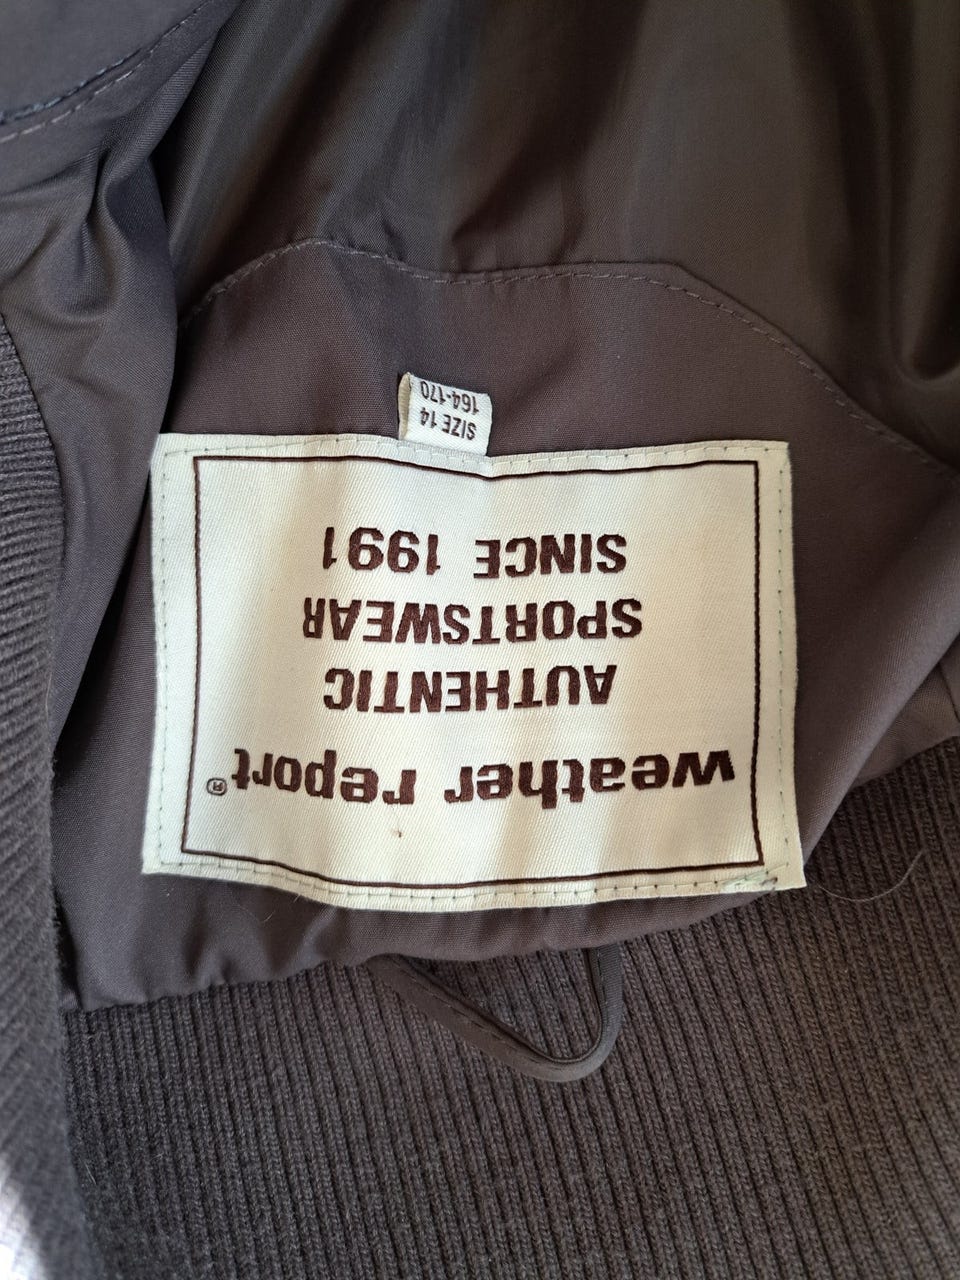 weather report®
AUTHENTIC
SPORTSWEAR
SINCE 1991
SIZE 14
164-170